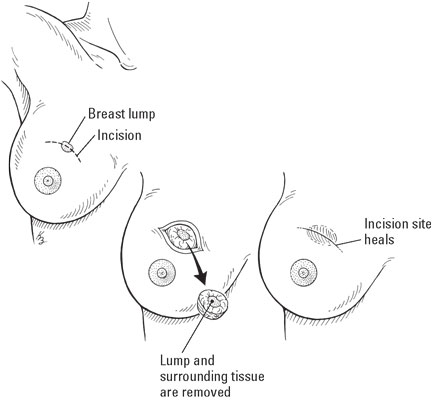 Breast lump
Incision
Incision site
heals
Lump and
surrounding tissue
are removed